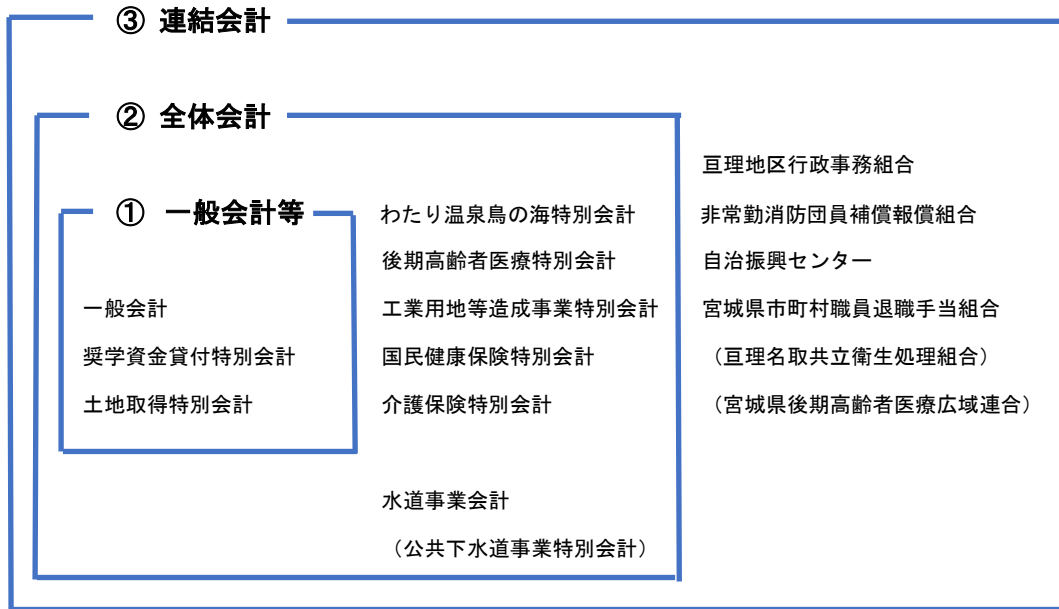 ③ 連結会計
② 全体会計
① 一般会計等
一般会計
奨学資金貸付特別会計
土地取得特別会計
わたり温泉鳥の海特別会計
後期高齢者医療特別会計
工業用地等造成事業特別会計
国民健康保険特別会計
介護保険特別会計
水道事業会計
（公共下水道事業特別会計）
亘理地区行政事務組合
非常勤消防団員補償報償組合
自治振興センター
宮城県市町村職員退職手当組合
（亘理名取共立衛生処理組合）
（宮城県後期高齢者医療広域連合）